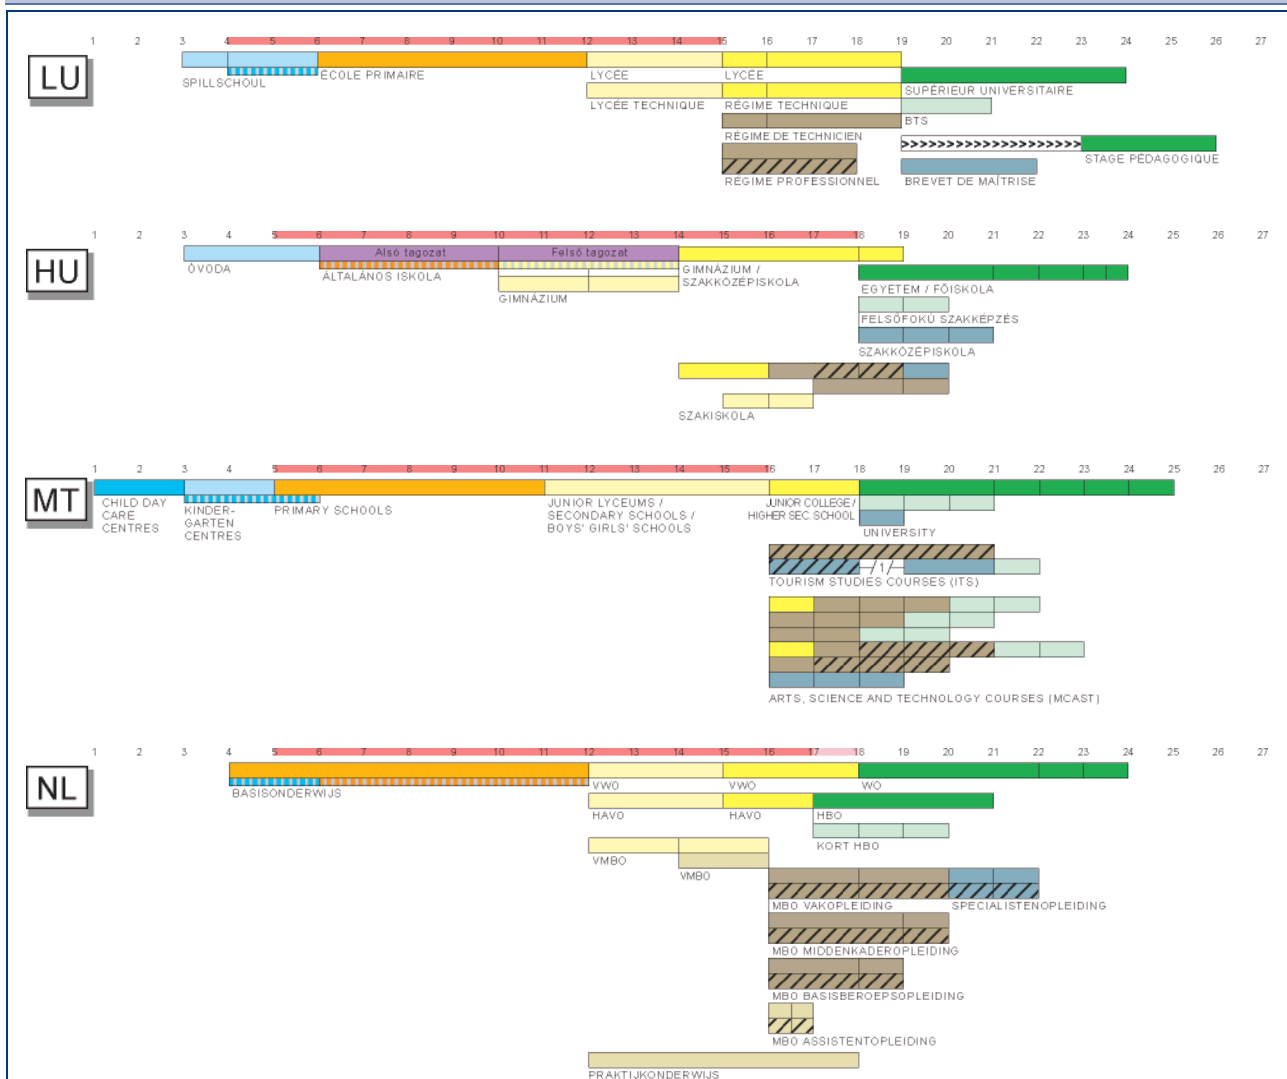 1 2 3 4 5 6 7 8 9 10 11 12 13 14 15 16 17 18 19 20 21 22 23 24 25 26 27
LU
SPILLSCHOUL
ÉCOLE PRIMAIRE
LYCÉE
LYCÉE
SUPÉRIEUR UNIVERSITAIRE
LYCÉE TECHNIQUE
RÉGIME TECHNIQUE
BTS
RÉGIME DE TECHNICIEN
>>>>>>>>>>>>>>>>>>>>
STAGE PÉDAGOGIQUE
RÉGIME PROFESSIONNEL
BREVET DE MAÎTRISE
1 2 3 4 5 6 7 8 9 10 11 12 13 14 15 16 17 18 19 20 21 22 23 24 25 26 27
HU
Alsó tagozat
Felső tagozat
ÓVODA
ÁLTALÁNOS ISKOLA
GIMNÁZIUM /
SZAKKÖZÉPISKOLA
GIMNÁZIUM
EGYETEM / FŐISKOLA
FELSŐFOKÚ SZAKKÉPZÉS
SZAKKÖZÉPISKOLA
SZAKISKOLA
1 2 3 4 5 6 7 8 9 10 11 12 13 14 15 16 17 18 19 20 21 22 23 24 25 26 27
MT
CHILD DAY
CARE
CENTRES
KINDER-
GARTEN
CENTRES
PRIMARY SCHOOLS
JUNIOR LYCEUMS /
SECONDARY SCHOOLS /
BOYS' GIRLS' SCHOOLS
JUNIOR COLLEGE /
HIGHER SEC. SCHOOL
UNIVERSITY
/1/
TOURISM STUDIES COURSES (ITS)
ARTS, SCIENCE AND TECHNOLOGY COURSES (MCAST)
1 2 3 4 5 6 7 8 9 10 11 12 13 14 15 16 17 18 19 20 21 22 23 24 25 26 27
NL
BASISONDERWIJS
VWO
VWO
WO
HAVO
HAVO
HBO
KORT HBO
VMBO
VMBO
MBO VAKOPLEIDING
SPECIALISTENOPLEIDING
MBO MIDDENKADEROPLEIDING
MBO BASISBEROEPSOPLEIDING
MBO ASSISTENTOPLEIDING
PRAKTIJKONDERWIJS